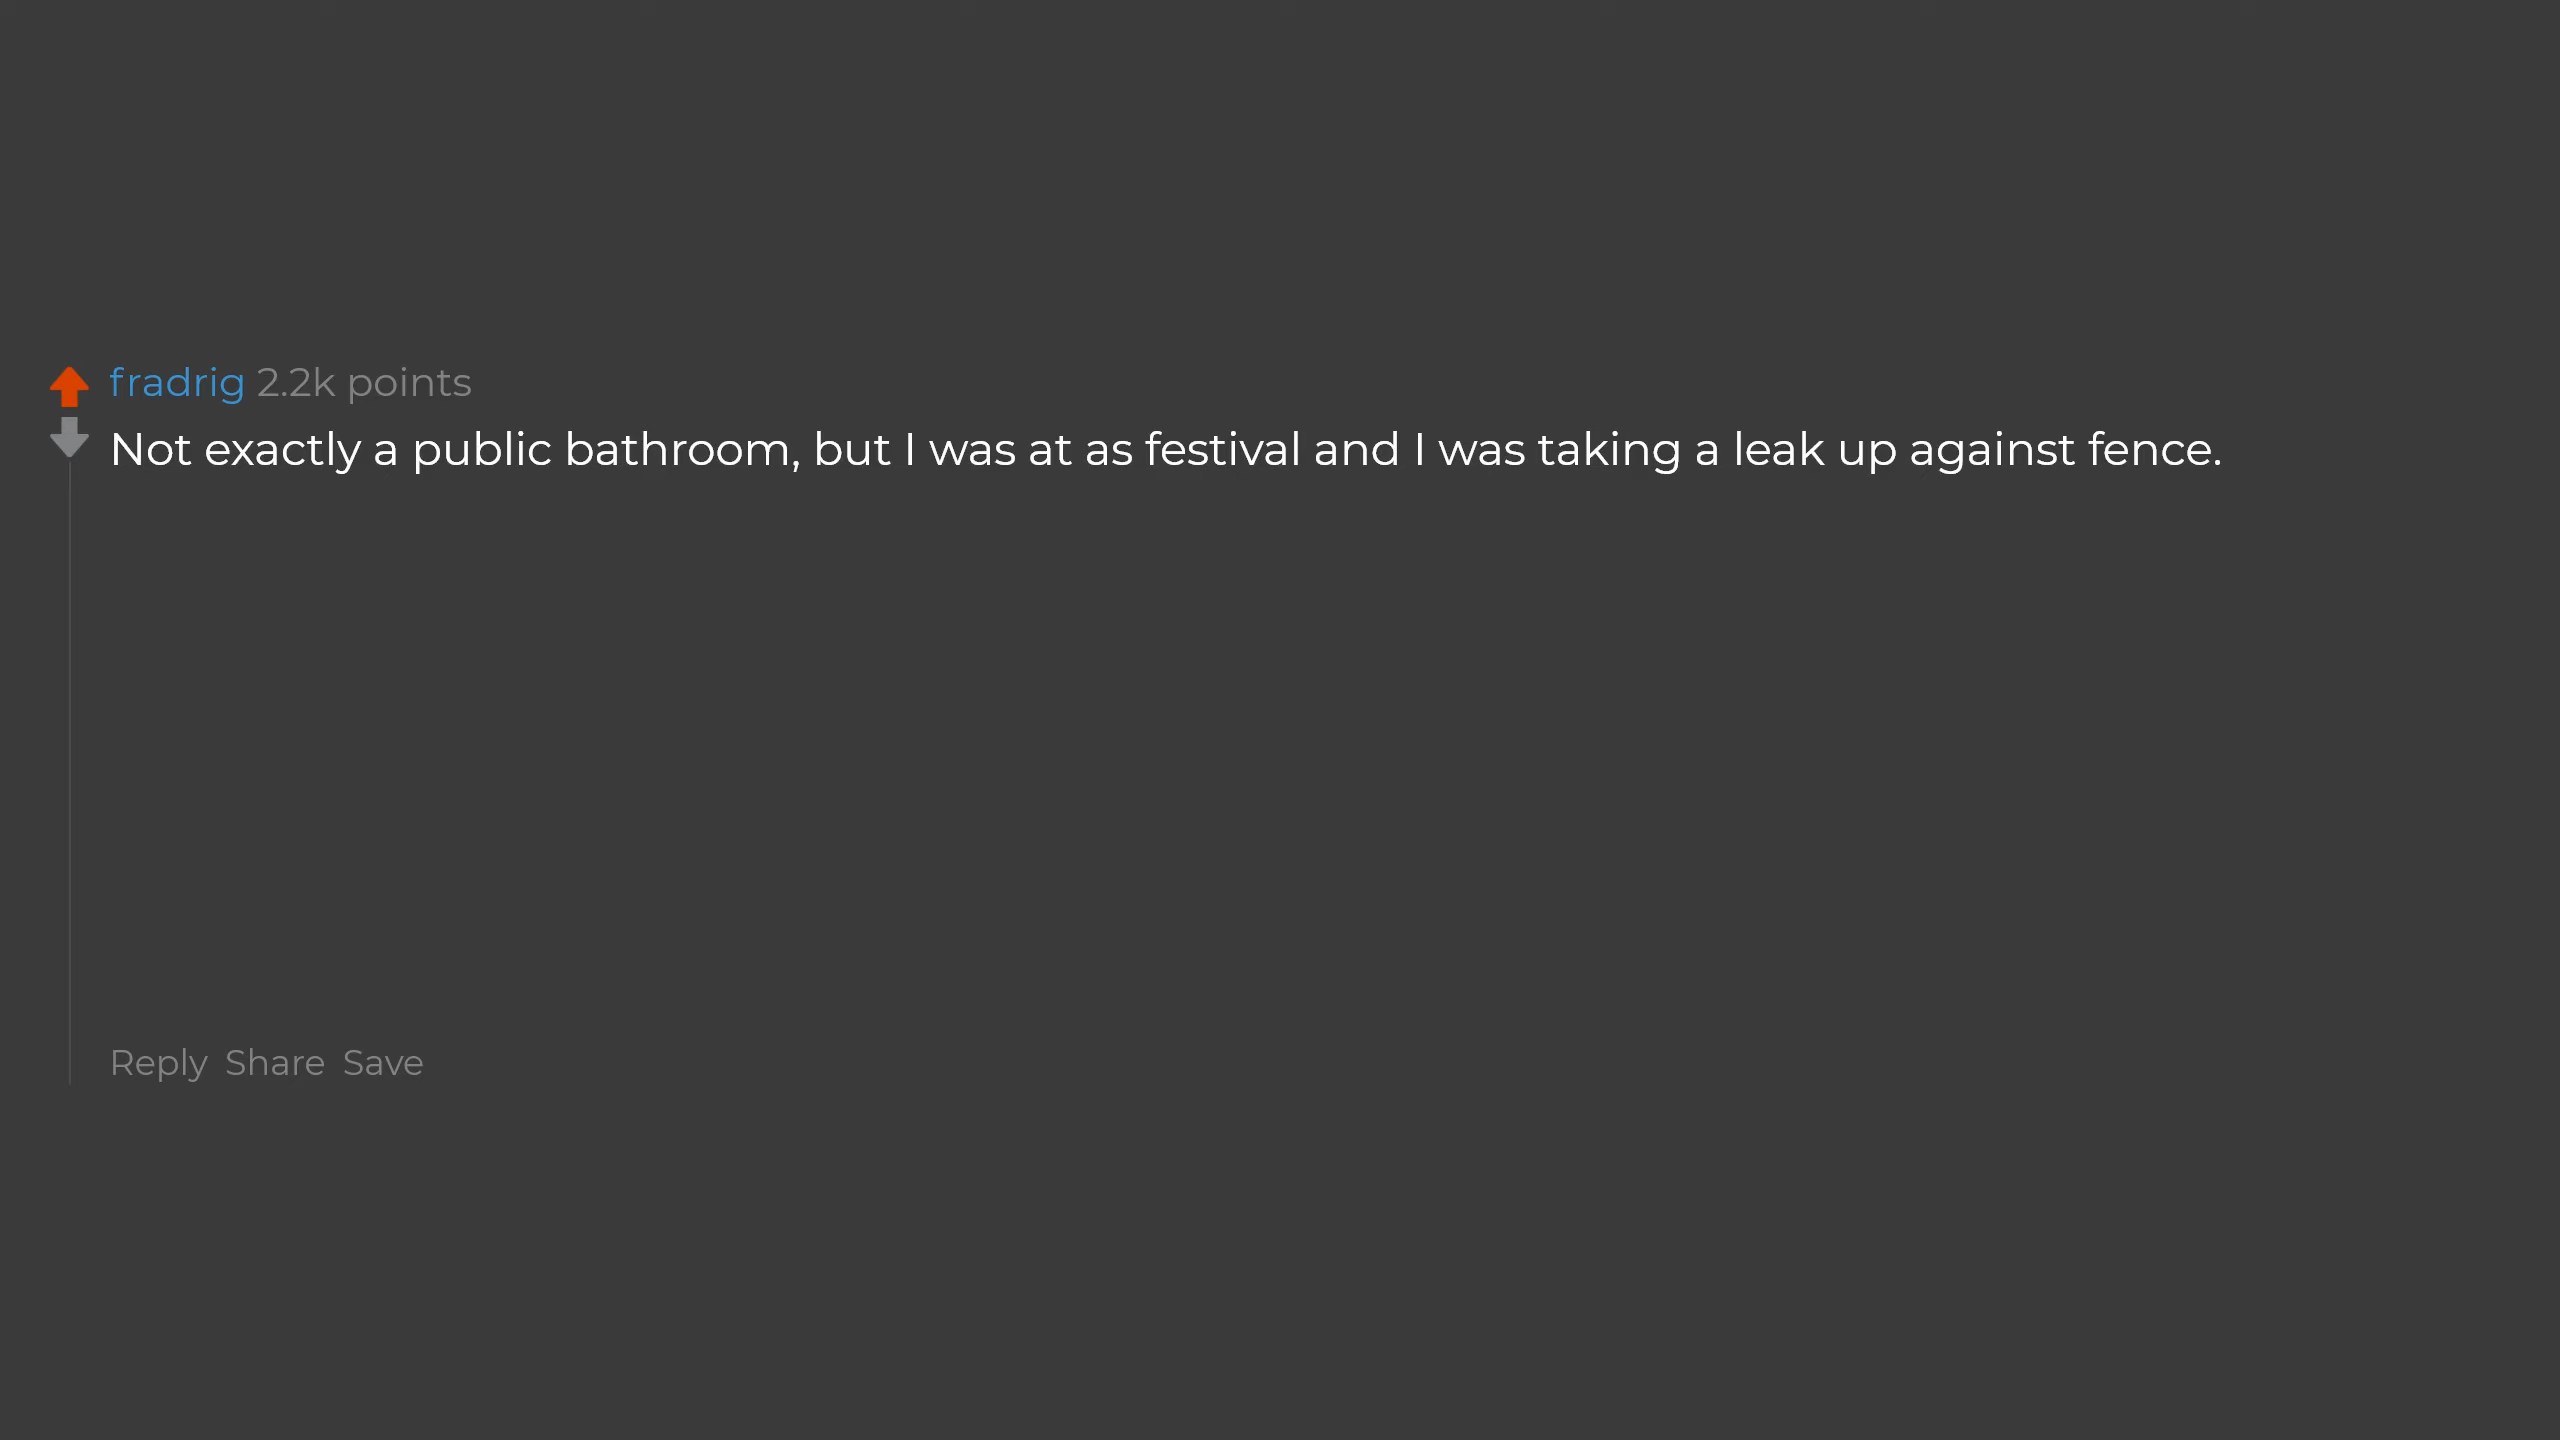 fradrig 2.2k points
Not exactly a public bathroom, but I was at as festival and I was taking a leak up against fence.
Reply Share Save